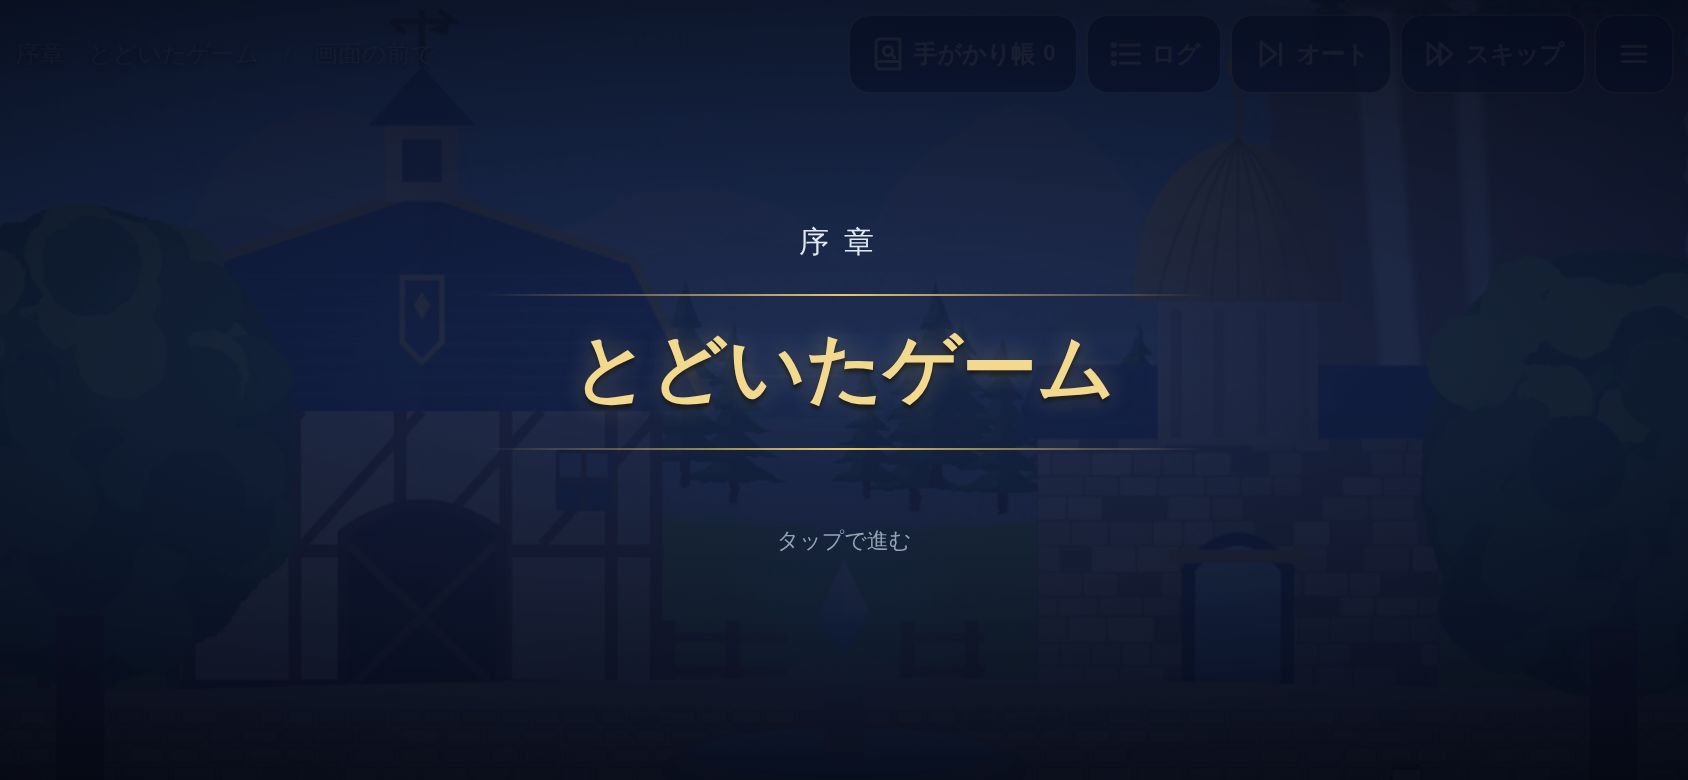 序章 とどいたゲーム / 画面の前で
手がかり帳 0 ログ オート スキップ
序章
とどいたゲーム
タップで進む